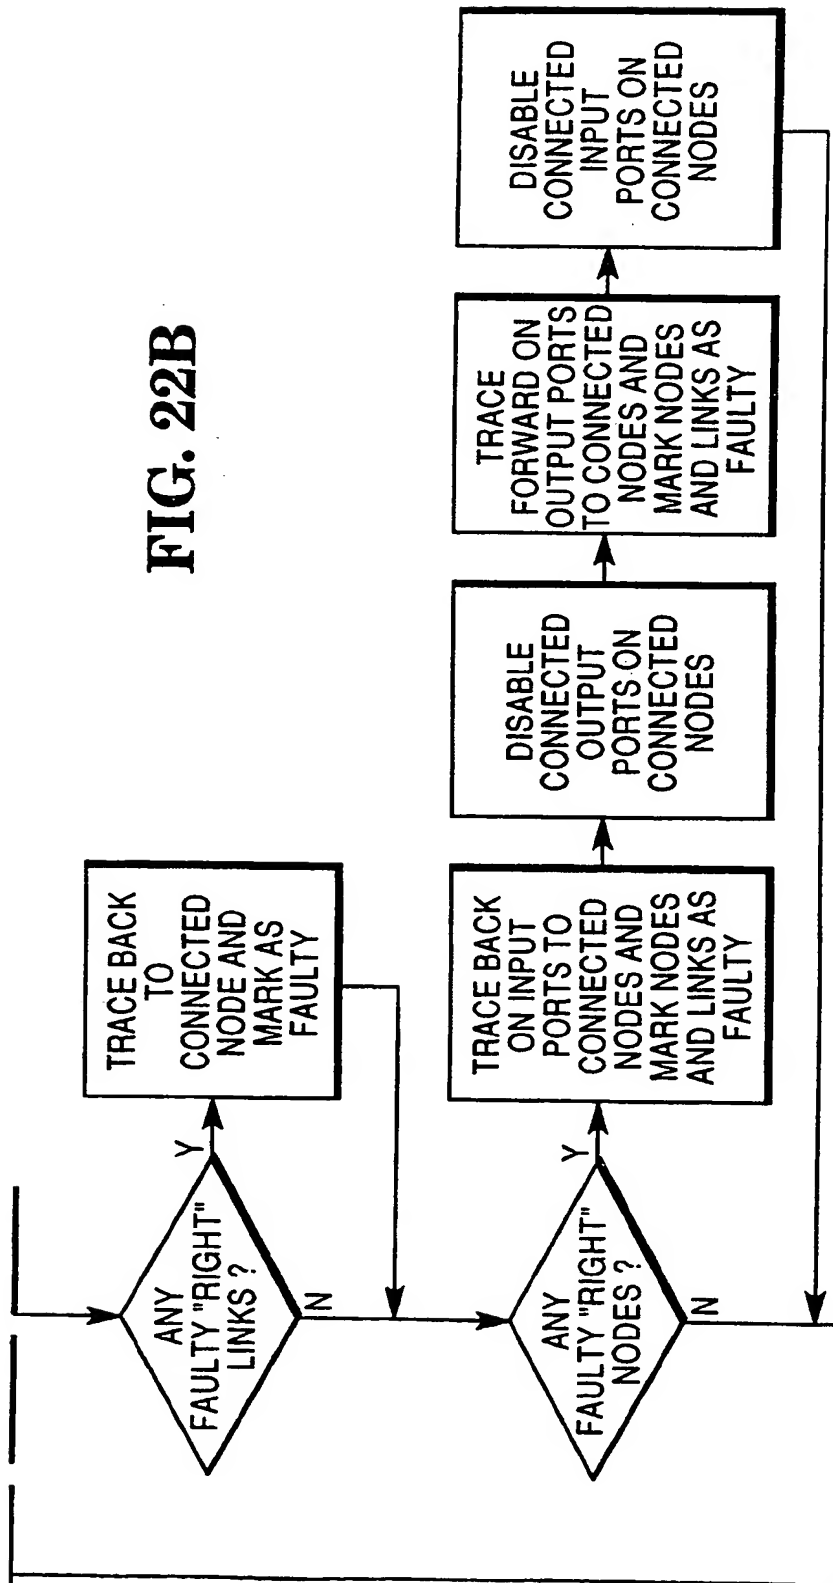 FIG. 22B
ANY
FAULTY "RIGHT"
LINKS ?
Y
N
TRACE BACK
TO
CONNECTED
NODE AND
MARK AS
FAULTY
ANY
FAULTY "RIGHT"
NODES ?
Y
N
TRACE BACK
ON INPUT
PORTS TO
CONNECTED
NODES AND
MARK NODES
AND LINKS AS
FAULTY
DISABLE
CONNECTED
OUTPUT
PORTS ON
CONNECTED
NODES
TRACE
FORWARD ON
OUTPUT PORTS
TO CONNECTED
NODES AND
MARK NODES
AND LINKS AS
FAULTY
DISABLE
CONNECTED
INPUT
PORTS ON
CONNECTED
NODES